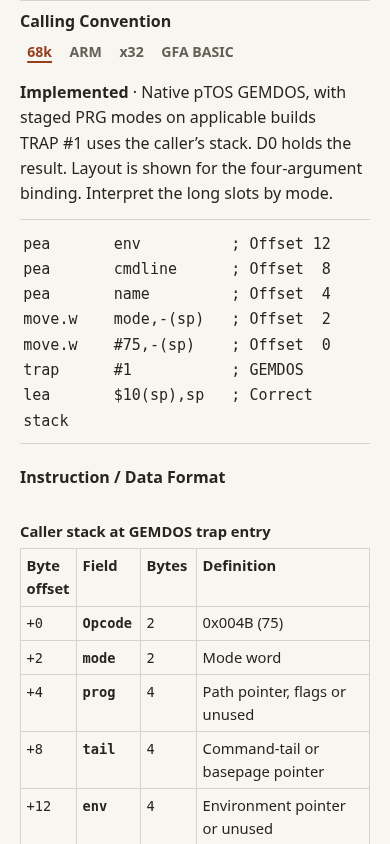 Calling Convention
68k ARM x32 GFA BASIC
Implemented · Native pTOS GEMDOS, with
staged PRG modes on applicable builds
TRAP #1 uses the caller’s stack. D0 holds the
result. Layout is shown for the four-argument
binding. Interpret the long slots by mode.
pea env ; Offset 12
pea cmdline ; Offset 8
pea name ; Offset 4
move.w mode,-(sp) ; Offset 2
move.w #75,-(sp) ; Offset 0
trap #1 ; GEMDOS
lea $10(sp),sp ; Correct
stack
Instruction / Data Format
Caller stack at GEMDOS trap entry
Byte offset Field Bytes Definition
+0 Opcode 2 0x004B (75)
+2 mode 2 Mode word
+4 prog 4 Path pointer, flags or
unused
+8 tail 4 Command-tail or
basepage pointer
+12 env 4 Environment pointer
or unused